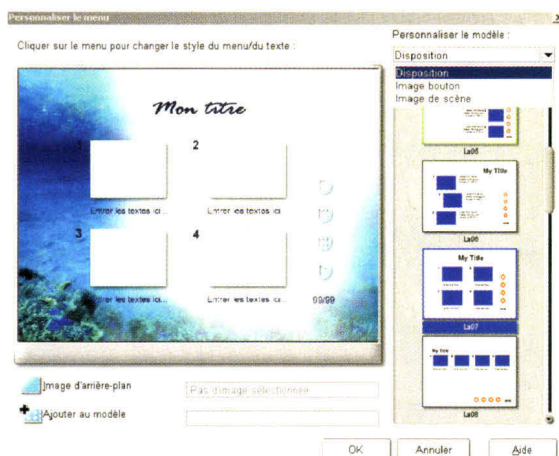 Personnaliser le menu
Cliquer sur le menu pour changer le style du menu/du texte :
Personnaliser le modèle :
Disposition
Disposition
Image bouton
Image de scène
Mon titre
1
2
Entrer les textes ici...
Entrer les textes ici...
3
4
Entrer les textes ici...
Entrer les textes ici...
99/99
La05
My Title
La06
My Title
La07
My Title
La08
Image d'arrière-plan
Pas d'image sélectionnée
Ajouter au modèle
OK
Annuler
Aide